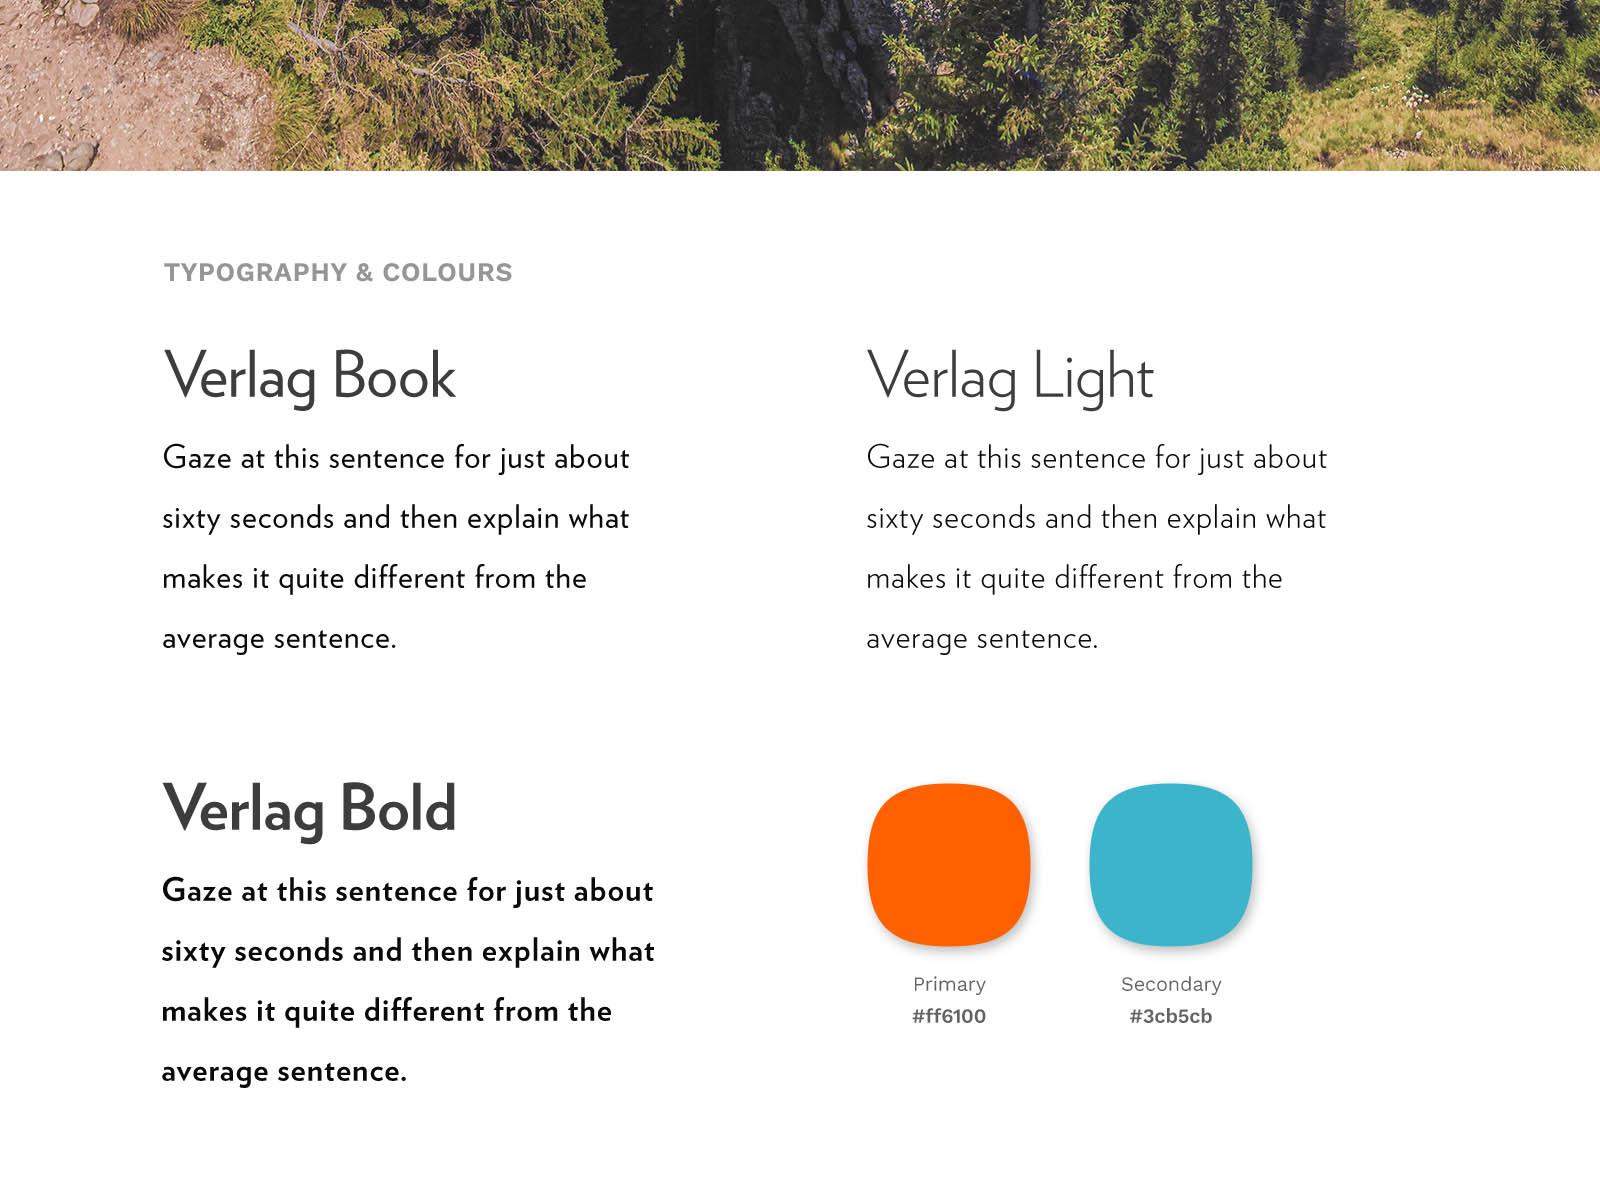 TYPOGRAPHY & COLOURS
Verlag Book
Gaze at this sentence for just about
sixty seconds and then explain what
makes it quite different from the
average sentence.
Verlag Light
Gaze at this sentence for just about
sixty seconds and then explain what
makes it quite different from the
average sentence.
Verlag Bold
Gaze at this sentence for just about
sixty seconds and then explain what
makes it quite different from the
average sentence.
Primary
#ff6100
Secondary
#3cb5cb